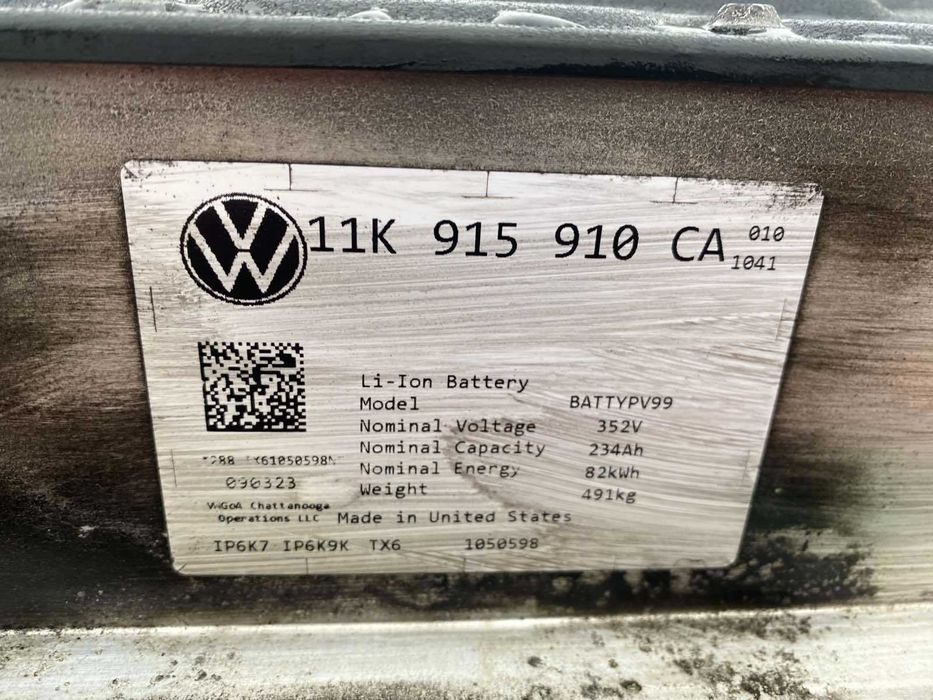 11K 915 910 CA 010
1041
Li-Ion Battery
Model BATTYPV99
Nominal Voltage 352V
Nominal Capacity 234Ah
Nominal Energy 82kWh
Weight 491kg
090323
Chattanooga
Operations LLC Made in United States
IP6K7 IP6K9K TX6 1050598